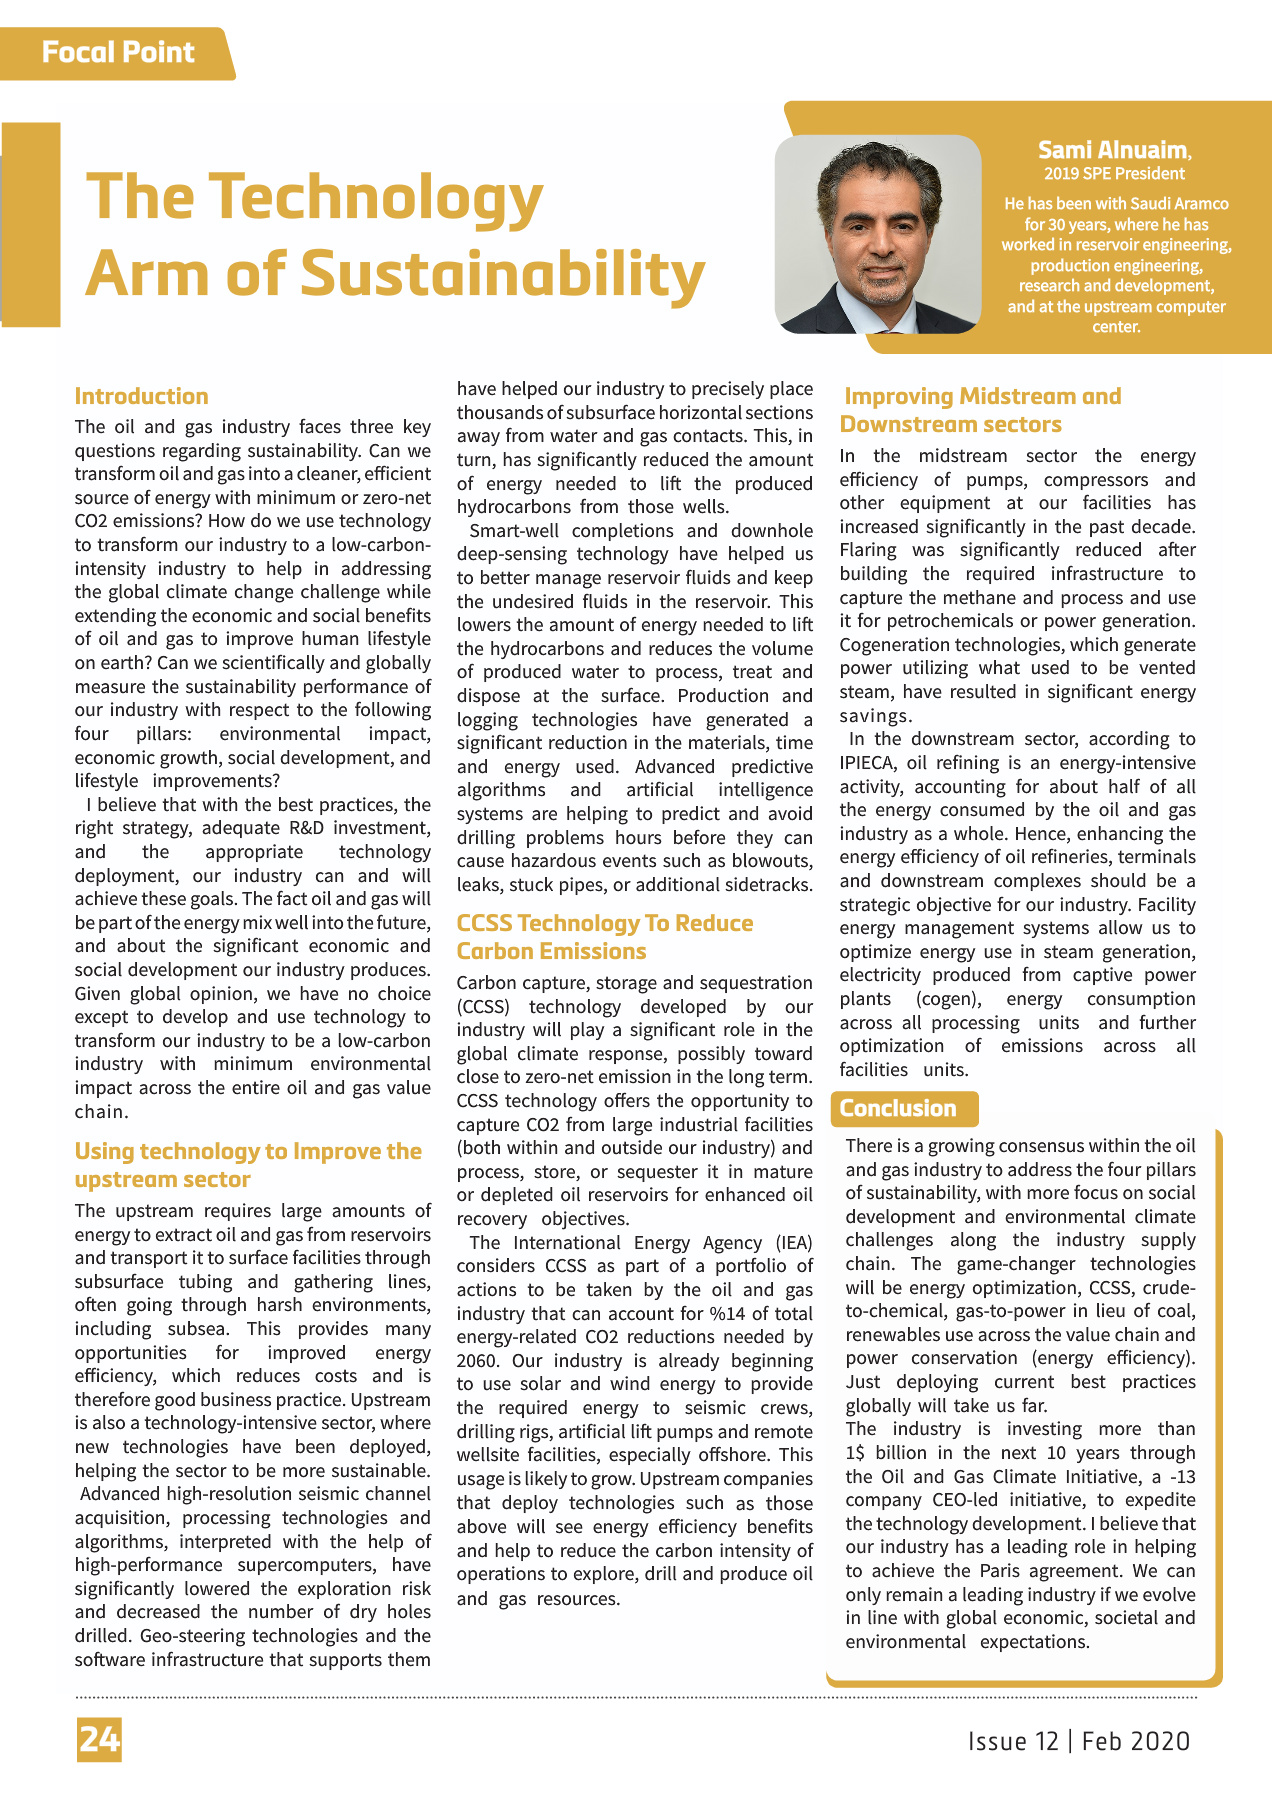 Focal Point
The Technology
Arm of Sustainability
Sami Alnuaim,
2019 SPE President
He has been with Saudi Aramco
for 30 years, where he has
worked in reservoir engineering,
production engineering,
research and development,
and at the upstream computer
center.
Introduction
The oil and gas industry faces three key
questions regarding sustainability. Can we
transform oil and gas into a cleaner, efficient
source of energy with minimum or zero-net
CO2 emissions? How do we use technology
to transform our industry to a low-carbon-
intensity industry to help in addressing
the global climate change challenge while
extending the economic and social benefits
of oil and gas to improve human lifestyle
on earth? Can we scientifically and globally
measure the sustainability performance of
our industry with respect to the following
four pillars: environmental impact,
economic growth, social development, and
lifestyle improvements?
I believe that with the best practices, the
right strategy, adequate R&D investment,
and the appropriate technology
deployment, our industry can and will
achieve these goals. The fact oil and gas will
be part of the energy mix well into the future,
and about the significant economic and
social development our industry produces.
Given global opinion, we have no choice
except to develop and use technology to
transform our industry to be a low-carbon
industry with minimum environmental
impact across the entire oil and gas value
chain.
Using technology to Improve the
upstream sector
The upstream requires large amounts of
energy to extract oil and gas from reservoirs
and transport it to surface facilities through
subsurface tubing and gathering lines,
often going through harsh environments,
including subsea. This provides many
opportunities for improved energy
efficiency, which reduces costs and is
therefore good business practice. Upstream
is also a technology-intensive sector, where
new technologies have been deployed,
helping the sector to be more sustainable.
Advanced high-resolution seismic channel
acquisition, processing technologies and
algorithms, interpreted with the help of
high-performance supercomputers, have
significantly lowered the exploration risk
and decreased the number of dry holes
drilled. Geo-steering technologies and the
software infrastructure that supports them
have helped our industry to precisely place
thousands of subsurface horizontal sections
away from water and gas contacts. This, in
turn, has significantly reduced the amount
of energy needed to lift the produced
hydrocarbons from those wells.
Smart-well completions and downhole
deep-sensing technology have helped us
to better manage reservoir fluids and keep
the undesired fluids in the reservoir. This
lowers the amount of energy needed to lift
the hydrocarbons and reduces the volume
of produced water to process, treat and
dispose at the surface. Production and
logging technologies have generated a
significant reduction in the materials, time
and energy used. Advanced predictive
algorithms and artificial intelligence
systems are helping to predict and avoid
drilling problems hours before they can
cause hazardous events such as blowouts,
leaks, stuck pipes, or additional sidetracks.
CCSS Technology To Reduce
Carbon Emissions
Carbon capture, storage and sequestration
(CCSS) technology developed by our
industry will play a significant role in the
global climate response, possibly toward
close to zero-net emission in the long term.
CCSS technology offers the opportunity to
capture CO2 from large industrial facilities
(both within and outside our industry) and
process, store, or sequester it in mature
or depleted oil reservoirs for enhanced oil
recovery objectives.
The International Energy Agency (IEA)
considers CCSS as part of a portfolio of
actions to be taken by the oil and gas
industry that can account for %14 of total
energy-related CO2 reductions needed by
2060. Our industry is already beginning
to use solar and wind energy to provide
the required energy to seismic crews,
drilling rigs, artificial lift pumps and remote
wellsite facilities, especially offshore. This
usage is likely to grow. Upstream companies
that deploy technologies such as those
above will see energy efficiency benefits
and help to reduce the carbon intensity of
operations to explore, drill and produce oil
and gas resources.
Improving Midstream and
Downstream sectors
In the midstream sector the energy
efficiency of pumps, compressors and
other equipment at our facilities has
increased significantly in the past decade.
Flaring was significantly reduced after
building the required infrastructure to
capture the methane and process and use
it for petrochemicals or power generation.
Cogeneration technologies, which generate
power utilizing what used to be vented
steam, have resulted in significant energy
savings.
In the downstream sector, according to
IPIECA, oil refining is an energy-intensive
activity, accounting for about half of all
the energy consumed by the oil and gas
industry as a whole. Hence, enhancing the
energy efficiency of oil refineries, terminals
and downstream complexes should be a
strategic objective for our industry. Facility
energy management systems allow us to
optimize energy use in steam generation,
electricity produced from captive power
plants (cogen), energy consumption
across all processing units and further
optimization of emissions across all
facilities units.
Conclusion
There is a growing consensus within the oil
and gas industry to address the four pillars
of sustainability, with more focus on social
development and environmental climate
challenges along the industry supply
chain. The game-changer technologies
will be energy optimization, CCSS, crude-
to-chemical, gas-to-power in lieu of coal,
renewables use across the value chain and
power conservation (energy efficiency).
Just deploying current best practices
globally will take us far.
The industry is investing more than
1$ billion in the next 10 years through
the Oil and Gas Climate Initiative, a -13
company CEO-led initiative, to expedite
the technology development. I believe that
our industry has a leading role in helping
to achieve the Paris agreement. We can
only remain a leading industry if we evolve
in line with global economic, societal and
environmental expectations.
24
Issue 12 | Feb 2020